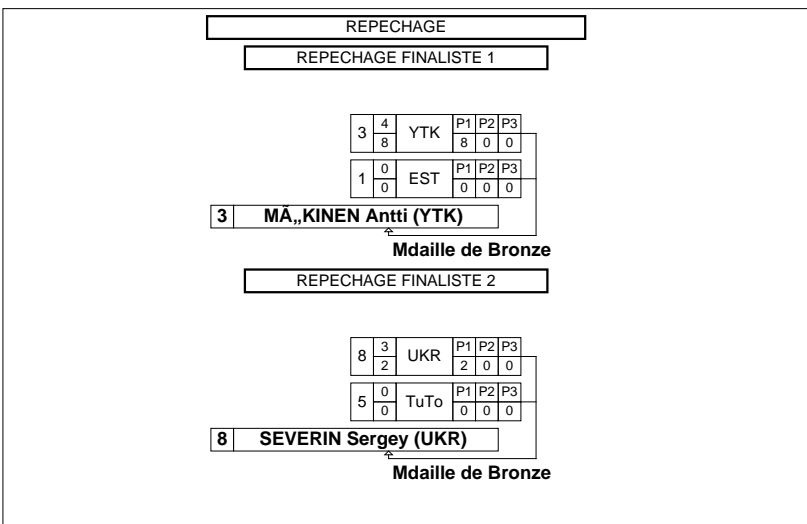 REPECHAGE
REPECHAGE FINALISTE 1
3 4 YTK P1 P2 P3
8 8 0 0
1 0 EST P1 P2 P3
0 0 0 0
3 MÃ„KINEN Antti (YTK)
Mdaille de Bronze
REPECHAGE FINALISTE 2
8 3 UKR P1 P2 P3
2 2 0 0
5 0 TuTo P1 P2 P3
0 0 0 0
8 SEVERIN Sergey (UKR)
Mdaille de Bronze